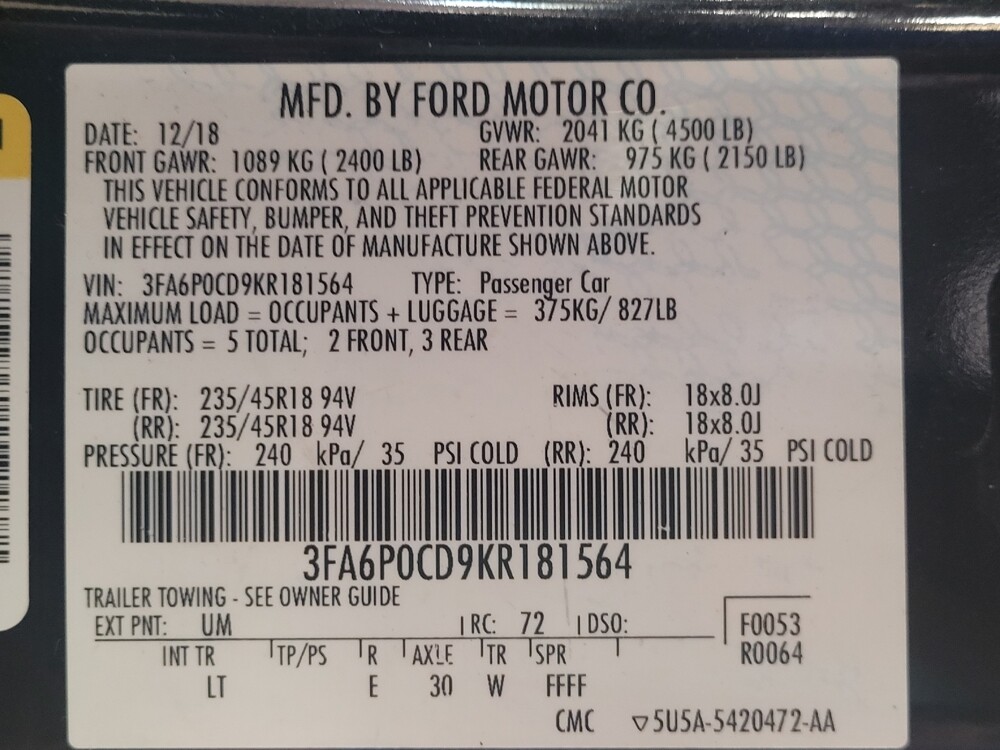 MFD. BY FORD MOTOR CO.
DATE: 12/18 GVWR: 2041 KG ( 4500 LB)
FRONT GAWR: 1089 KG ( 2400 LB) REAR GAWR: 975 KG ( 2150 LB)
THIS VEHICLE CONFORMS TO ALL APPLICABLE FEDERAL MOTOR
VEHICLE SAFETY, BUMPER, AND THEFT PREVENTION STANDARDS
IN EFFECT ON THE DATE OF MANUFACTURE SHOWN ABOVE.
VIN: 3FA6P0CD9KR181564 TYPE: Passenger Car
MAXIMUM LOAD = OCCUPANTS + LUGGAGE = 375KG/ 827LB
OCCUPANTS = 5 TOTAL; 2 FRONT, 3 REAR
TIRE (FR): 235/45R18 94V RIMS (FR): 18x8.0J
(RR): 235/45R18 94V (RR): 18x8.0J
PRESSURE (FR): 240 kPa/ 35 PSI COLD (RR): 240 kPa/ 35 PSI COLD
3FA6P0CD9KR181564
TRAILER TOWING - SEE OWNER GUIDE
EXT PNT: UM RC: 72 DSO: F0053
INT TR TP/PS R AXLE TR SPR R0064
LT E 30 W FFFF
CMC ▽5U5A-5420472-AA